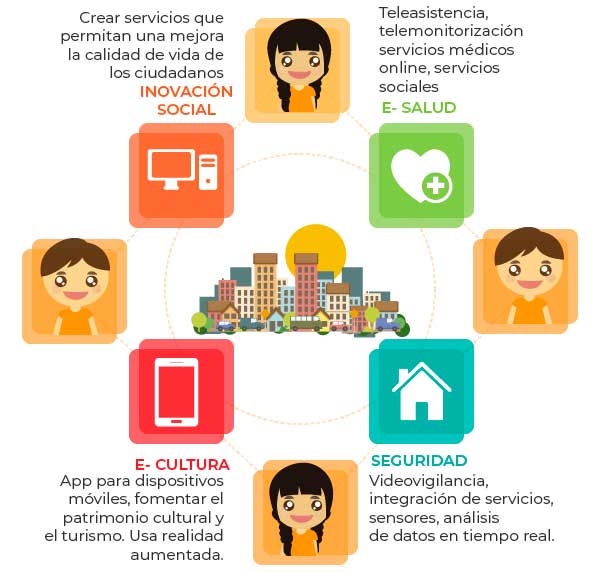 Crear servicios que
permitan una mejora
la calidad de vida de
los ciudadanos
INOVACIÓN
SOCIAL
Teleasistencia,
telemonitorización
servicios médicos
online, servicios
sociales
E- SALUD
E- CULTURA
App para dispositivos
móviles, fomentar el
patrimonio cultural y
el turismo. Usa realidad
aumentada.
SEGURIDAD
Videovigilancia,
integración de servicios,
sensores, análisis
de datos en tiempo real.